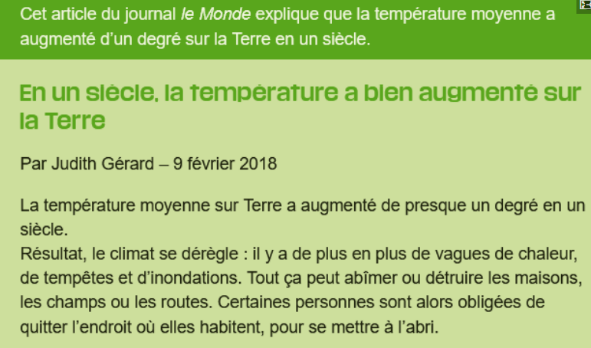 Cet article du journal le Monde explique que la température moyenne a
augmenté d'un degré sur la Terre en un siècle.
En un siècle, la température a bien augmenté sur
la Terre
Par Judith Gérard – 9 février 2018
La température moyenne sur Terre a augmenté de presque un degré en un
siècle.
Résultat, le climat se dérègle : il y a de plus en plus de vagues de chaleur,
de tempêtes et d'inondations. Tout ça peut abîmer ou détruire les maisons,
les champs ou les routes. Certaines personnes sont alors obligées de
quitter l'endroit où elles habitent, pour se mettre à l'abri.